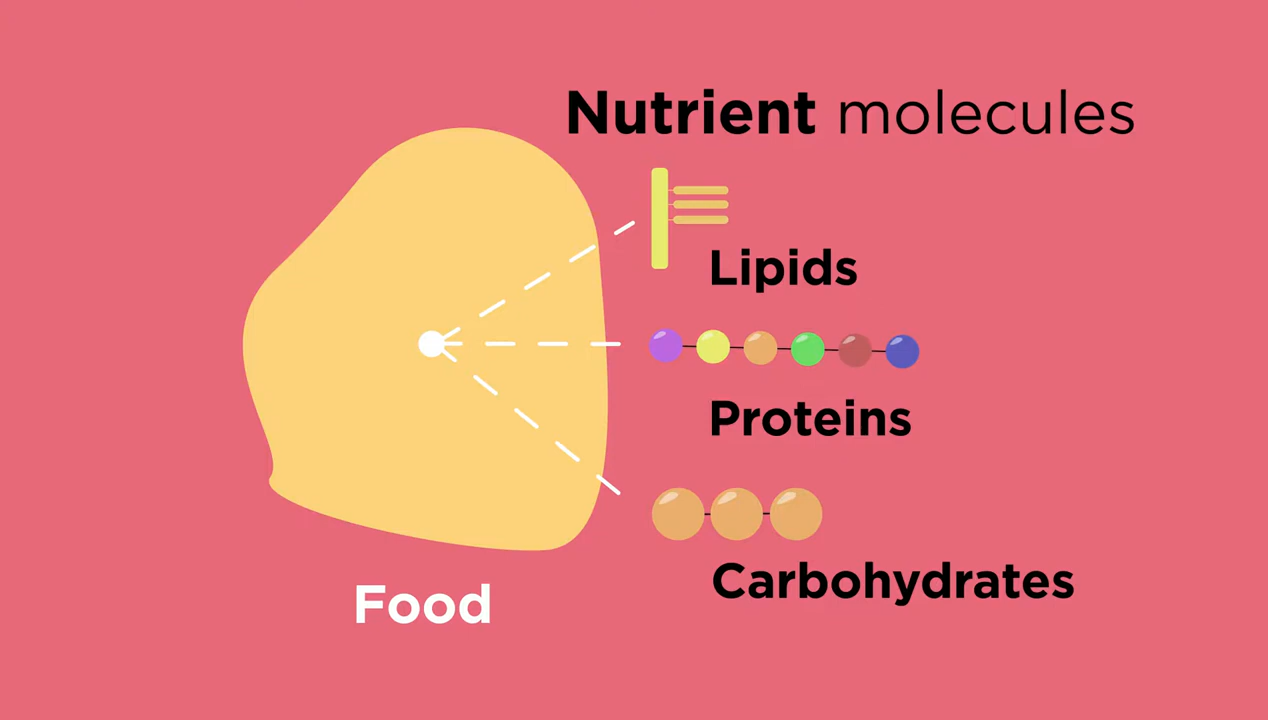 Nutrient molecules
Lipids
Proteins
Carbohydrates
Food